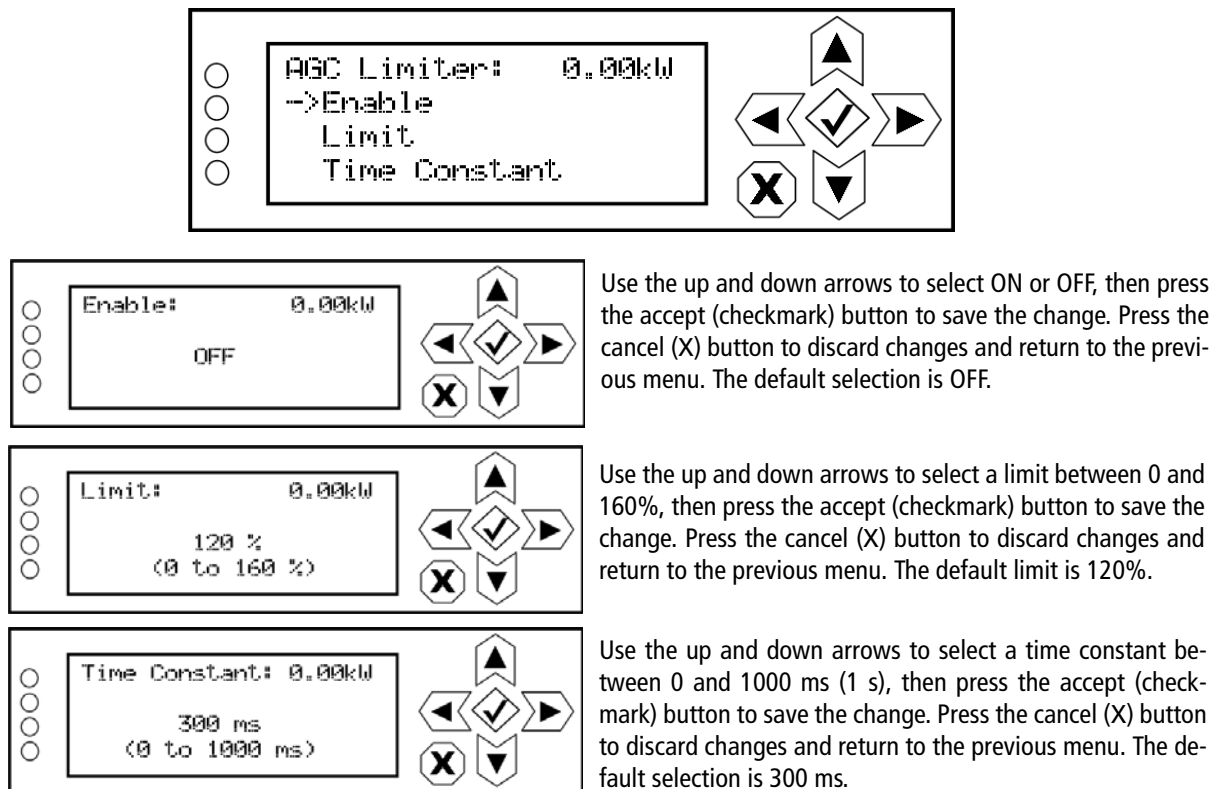 AGC Limiter: 0.00kW
->Enable
Limit
Time Constant
X
Enable: 0.00kW
OFF
X
Use the up and down arrows to select ON or OFF, then press
the accept (checkmark) button to save the change. Press the
cancel (X) button to discard changes and return to the previ-
ous menu. The default selection is OFF.
Limit: 0.00kW
120 %
(0 to 160 %)
X
Use the up and down arrows to select a limit between 0 and
160%, then press the accept (checkmark) button to save the
change. Press the cancel (X) button to discard changes and
return to the previous menu. The default limit is 120%.
Time Constant: 0.00kW
300 ms
(0 to 1000 ms)
X
Use the up and down arrows to select a time constant be-
tween 0 and 1000 ms (1 s), then press the accept (check-
mark) button to save the change. Press the cancel (X) button
to discard changes and return to the previous menu. The de-
fault selection is 300 ms.